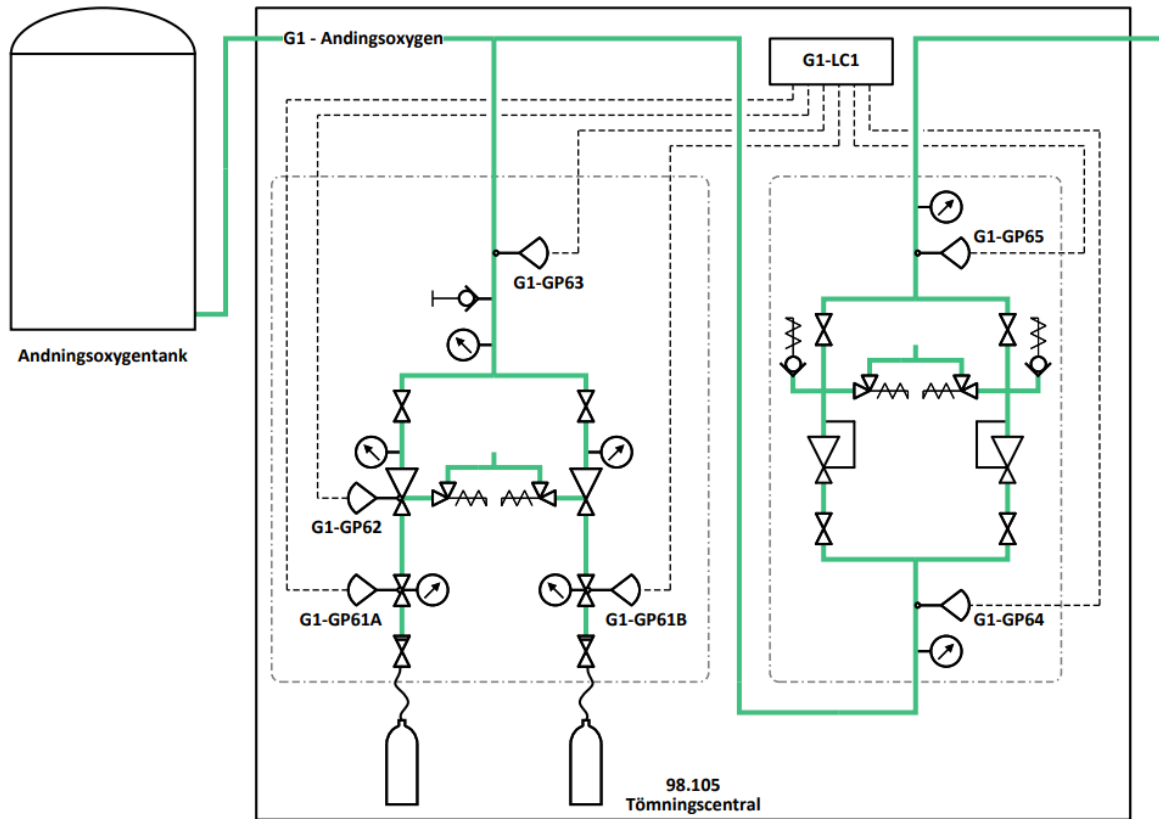 G1 - Andingsoxygen
G1-LC1
G1-GP65
G1-GP63
Andningsoxygentank
G1-GP62
G1-GP61A
G1-GP61B
G1-GP64
98.105
Tömningscentral